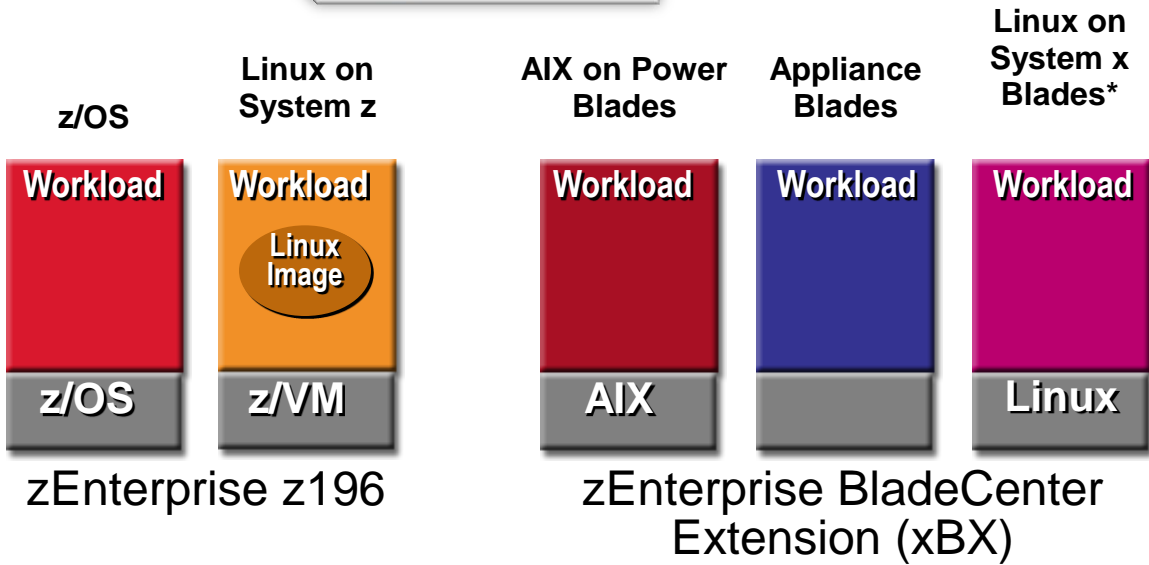 z/OS
Linux on
System z
AIX on Power
Blades
Appliance
Blades
Linux on
System x
Blades*
Workload
Workload
Linux
Image
Workload
Workload
Workload
z/OS
z/VM
AIX
Linux
zEnterprise z196
zEnterprise BladeCenter
Extension (xBX)